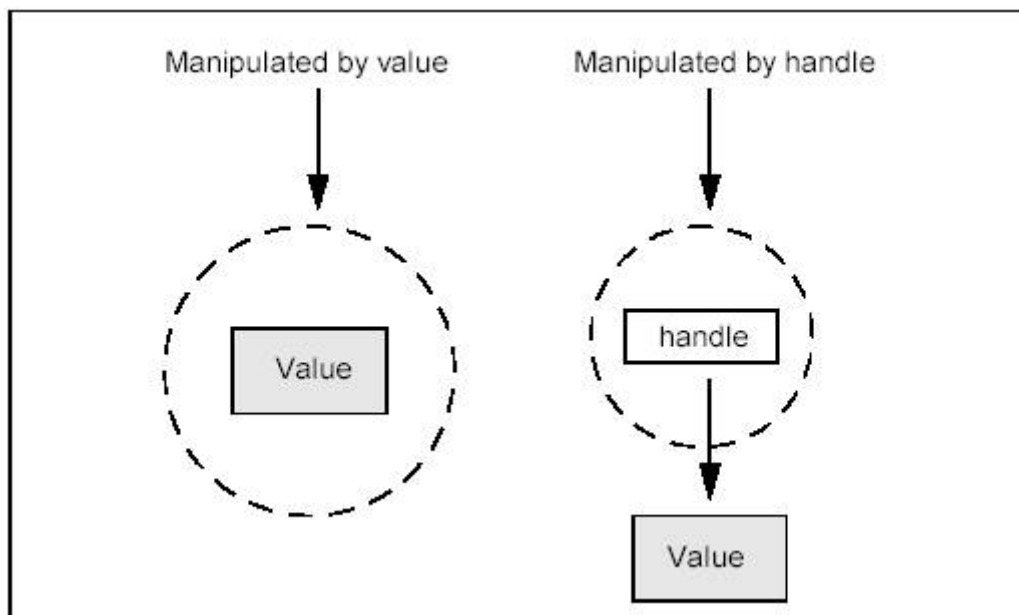 Manipulated by value
Manipulated by handle
Value
handle
Value